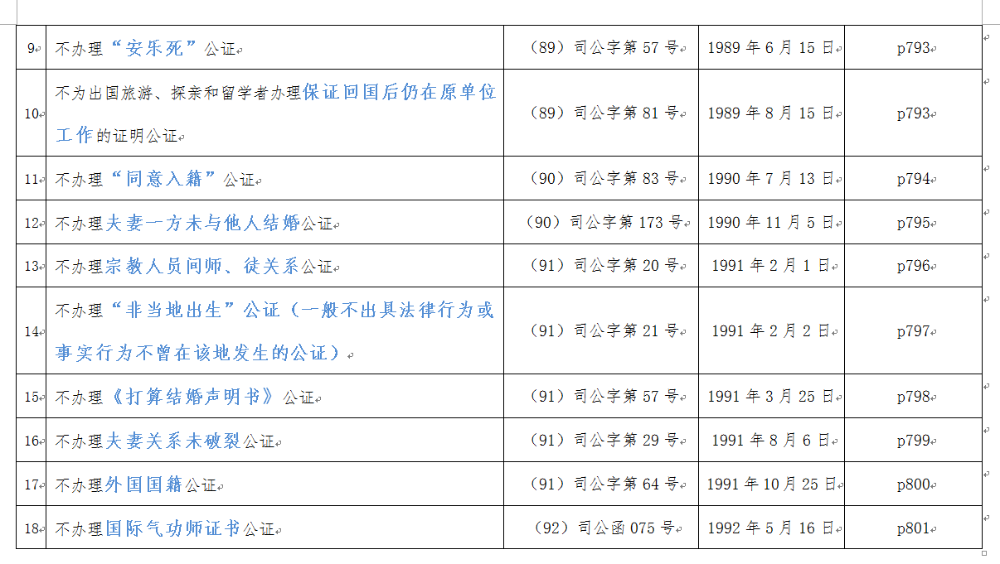 9 不办理“安乐死”公证 （89）司公字第 57 号 1989 年 6 月 15 日 p793
不为出国旅游、探亲和留学者办理保证回国后仍在原单位
10 （89）司公字第 81 号 1989 年 8 月 15 日 p793
工作的证明公证
11 不办理“同意入籍”公证 （90）司公字第 83 号 1990 年 7 月 13 日 p794
12 不办理夫妻一方未与他人结婚公证 （90）司公字第 173 号 1990 年 11 月 5 日 p795
13 不办理宗教人员间师、徒关系公证 （91）司公字第 20 号 1991 年 2 月 1 日 p796
不办理“非当地出生”公证（一般不出具法律行为或
14 （91）司公字第 21 号 1991 年 2 月 2 日 p797
事实行为不曾在该地发生的公证）
15 不办理《打算结婚声明书》公证 （91）司公字第 57 号 1991 年 3 月 25 日 p798
16 不办理夫妻关系未破裂公证 （91）司公字第 29 号 1991 年 8 月 6 日 p799
17 不办理外国国籍公证 （91）司公字第 64 号 1991 年 10 月 25 日 p800
18 不办理国际气功师证书公证 （92）司公函 075 号 1992 年 5 月 16 日 p801